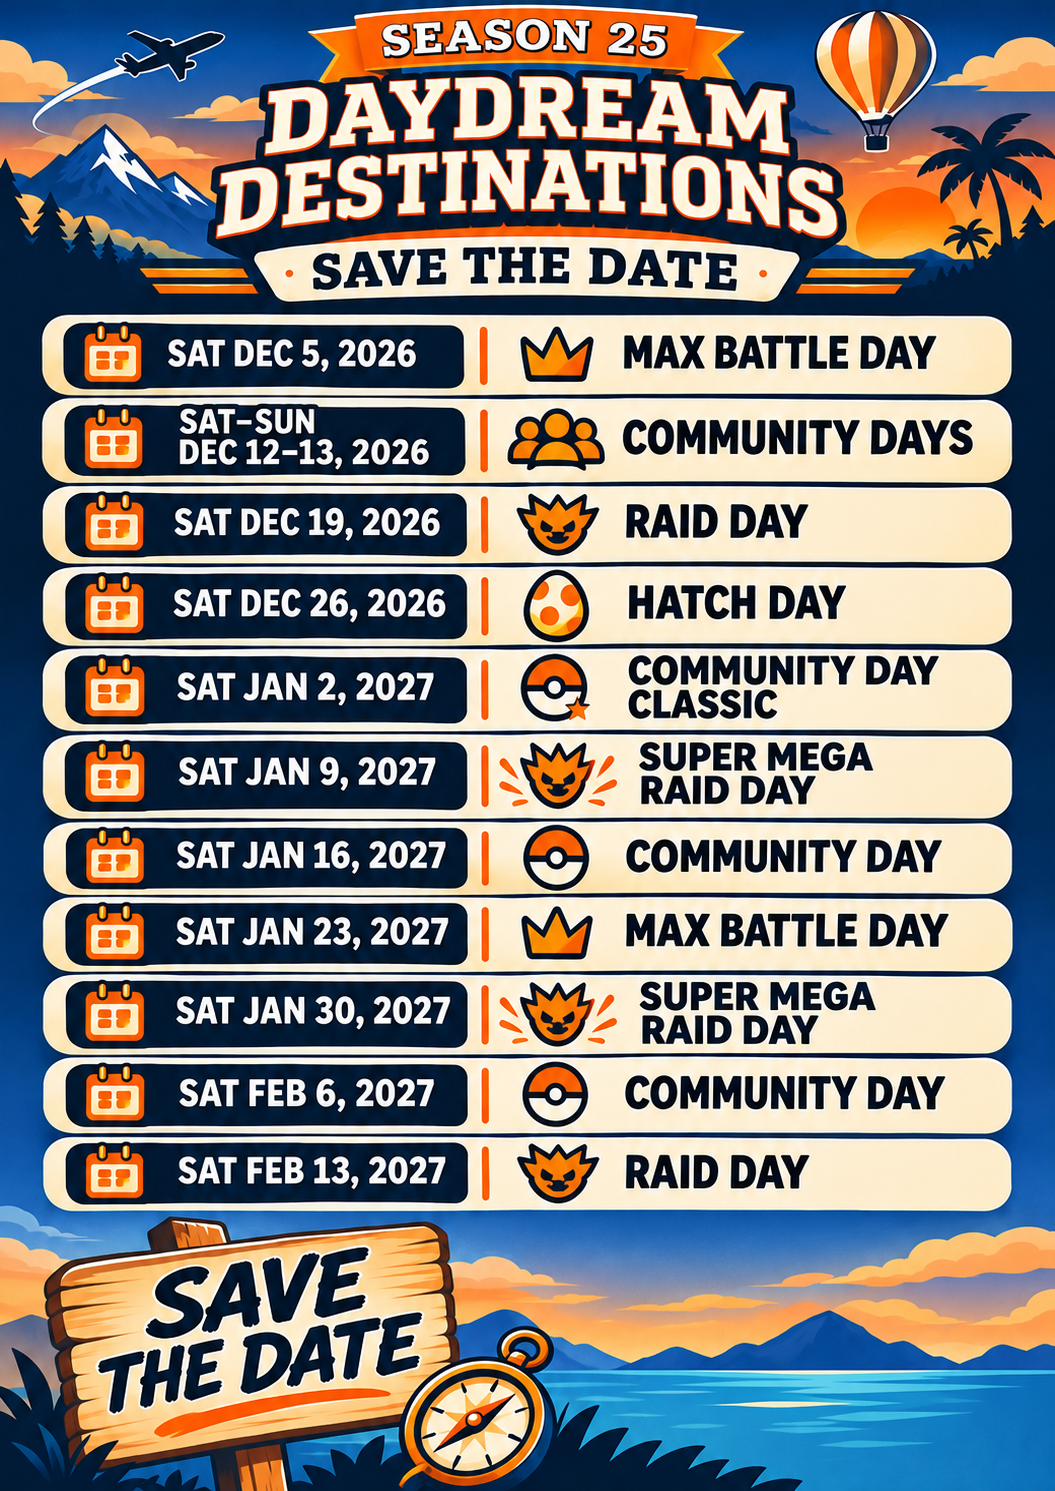 SEASON 25
DAYDREAM
DESTINATIONS
SAVE THE DATE
SAT DEC 5, 2026
MAX BATTLE DAY
SAT–SUN
DEC 12–13, 2026
COMMUNITY DAYS
SAT DEC 19, 2026
RAID DAY
SAT DEC 26, 2026
HATCH DAY
SAT JAN 2, 2027
COMMUNITY DAY
CLASSIC
SAT JAN 9, 2027
SUPER MEGA
RAID DAY
SAT JAN 16, 2027
COMMUNITY DAY
SAT JAN 23, 2027
MAX BATTLE DAY
SAT JAN 30, 2027
SUPER MEGA
RAID DAY
SAT FEB 6, 2027
COMMUNITY DAY
SAT FEB 13, 2027
RAID DAY
SAVE
THE DATE